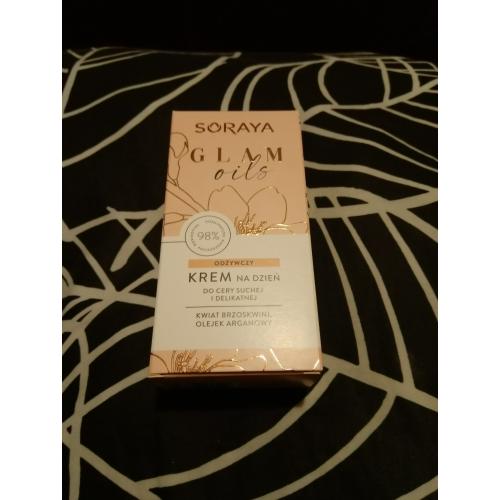 SORAYA
GLAM
oils
98%
ODŻYWCZY
KREM NA DZIEŃ
DO CERY SUCHEJ
I DELIKATNEJ
KWIAT BRZOSKWINI,
OLEJEK ARGANOWY